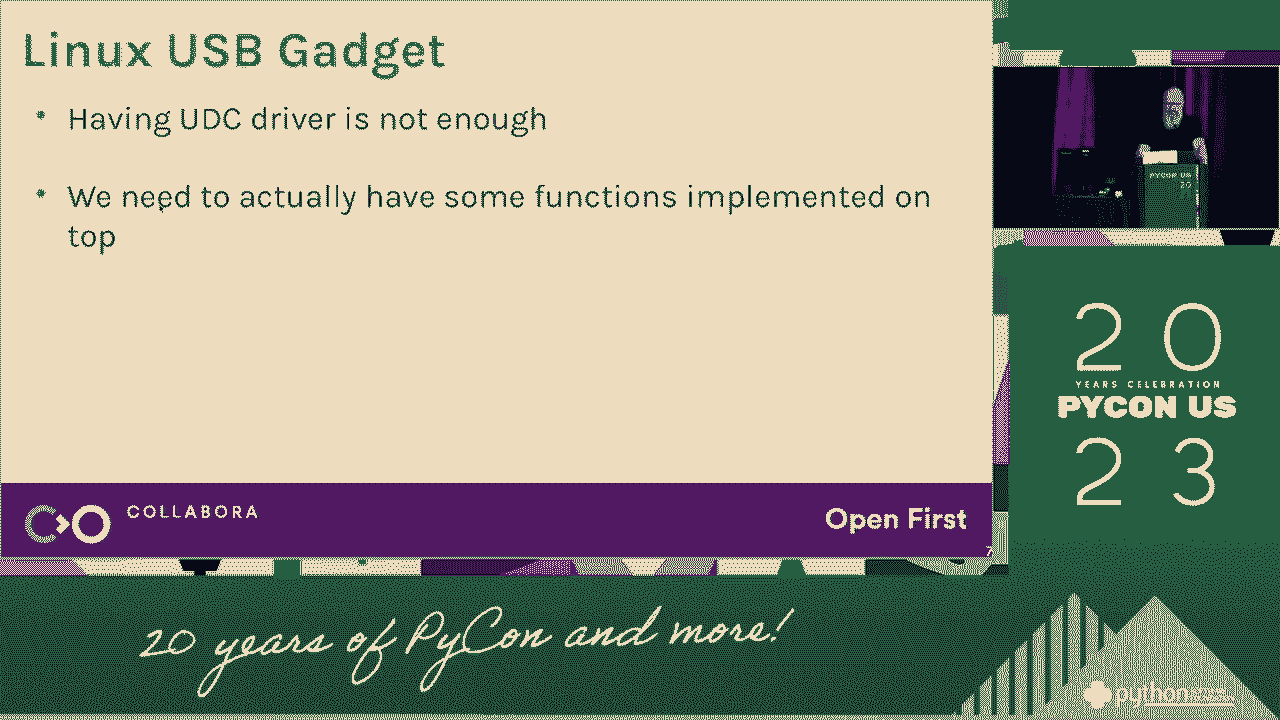 Linux USB Gadget
• Having UDC driver is not enough
• We need to actually have some functions implemented on
top
COLLABORA
Open First
7
PYCON US
20
20
YEARS CELEBRATION
PYCON US
23
20 years of PyCon and more!
python